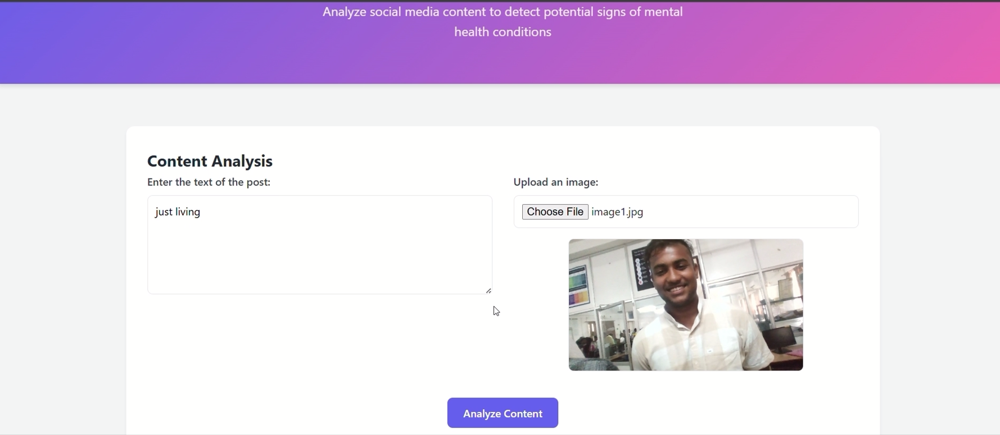 Analyze social media content to detect potential signs of mental
health conditions
Content Analysis
Enter the text of the post:
just living
Upload an image:
Choose File image1.jpg
Analyze Content